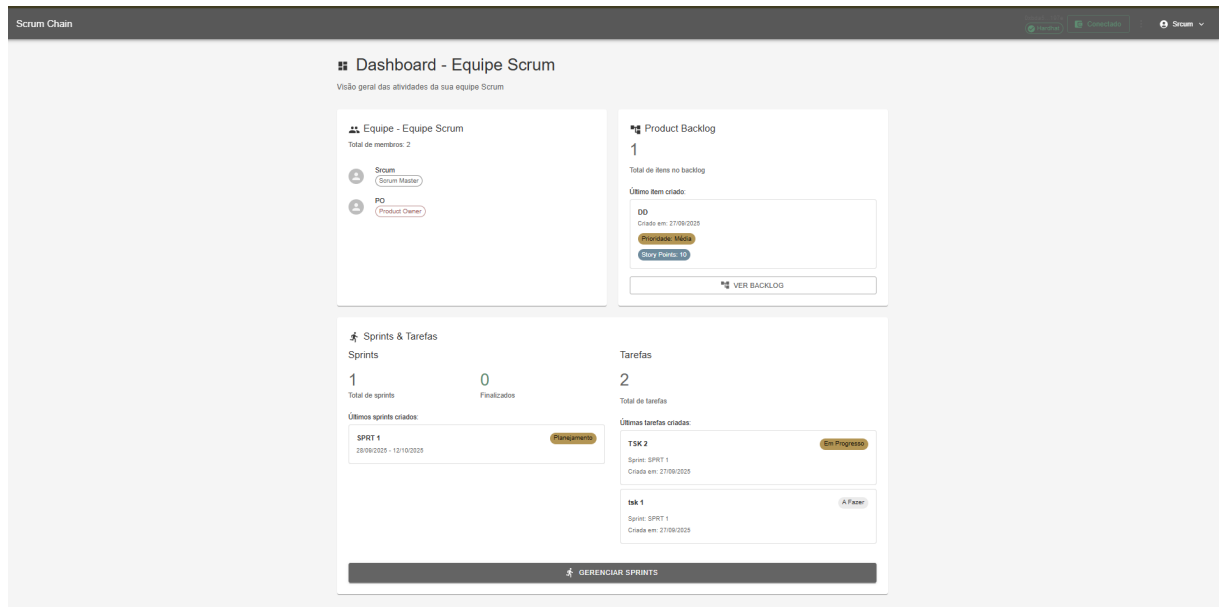 Scrum Chain
Hardhat
Conectado
Srcum
Dashboard - Equipe Scrum
Visão geral das atividades da sua equipe Scrum
Equipe - Equipe Scrum
Total de membros: 2
Srcum
Scrum Master
PO
Product Owner
Product Backlog
1
Total de itens no backlog
Último item criado:
DD
Criado em: 27/09/2025
Prioridade: Média
Story Points: 10
VER BACKLOG
Sprints & Tarefas
Sprints
1
Total de sprints
0
Finalizados
Últimos sprints criados:
SPRT 1
Planejamento
28/09/2025 - 12/10/2025
Tarefas
2
Total de tarefas
Últimas tarefas criadas:
TSK 2
Em Progresso
Sprint: SPRT 1
Criada em: 27/09/2025
tsk 1
A Fazer
Sprint: SPRT 1
Criada em: 27/09/2025
GERENCIAR SPRINTS